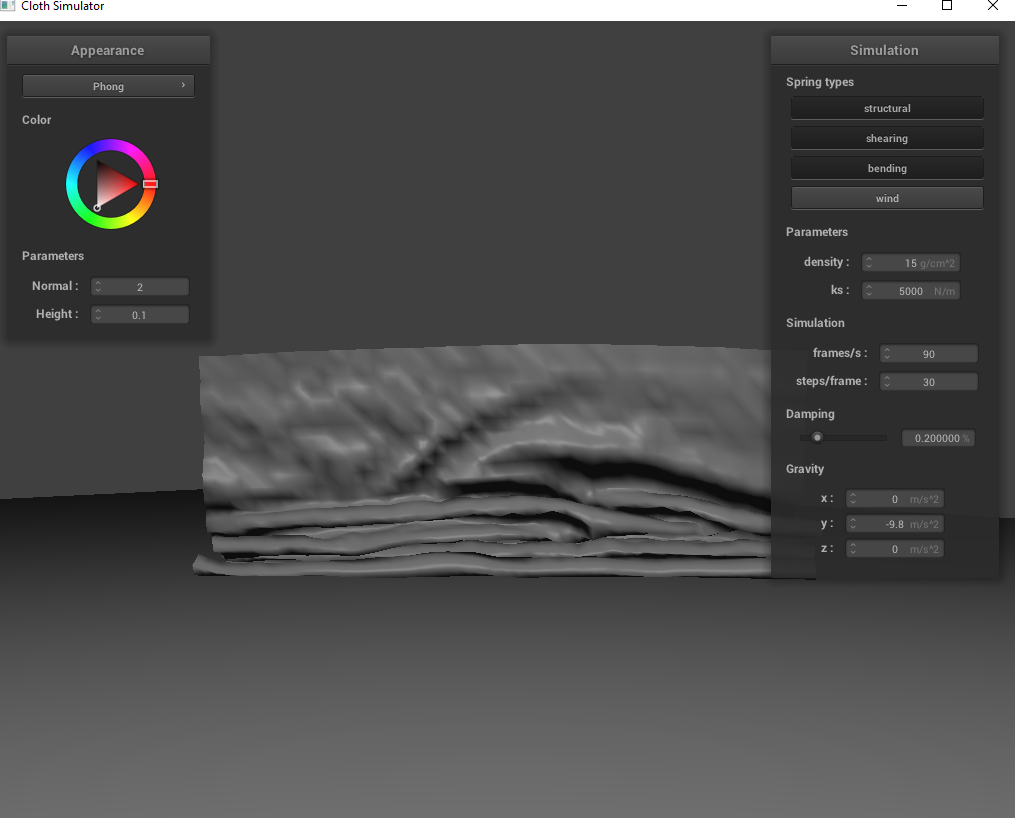 Cloth Simulator
Appearance
Phong
Color
Parameters
Normal : 2
Height : 0.1
Simulation
Spring types
structural
shearing
bending
wind
Parameters
density : 15 g/cm^2
ks : 5000 N/m
Simulation
frames/s : 90
steps/frame : 30
Damping
0.200000 %
Gravity
x : 0 m/s^2
y : -9.8 m/s^2
z : 0 m/s^2